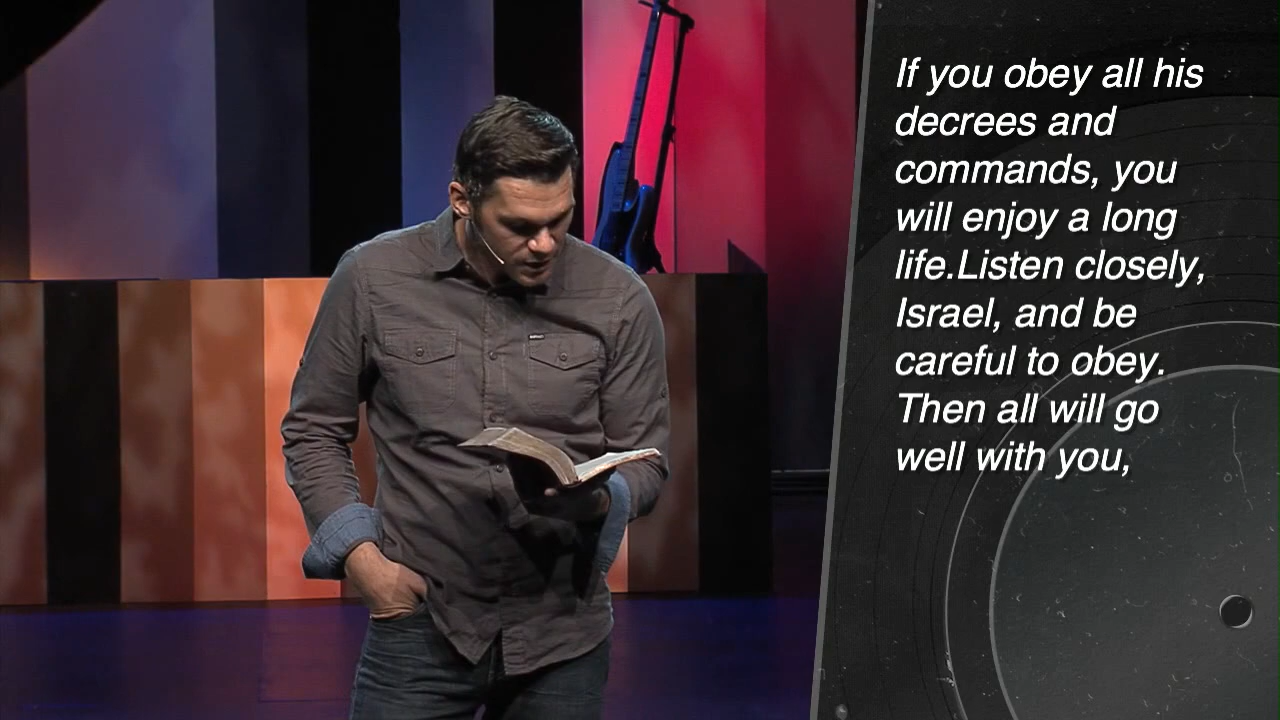 If you obey all his
decrees and
commands, you
will enjoy a long
life.Listen closely,
Israel, and be
careful to obey.
Then all will go
well with you,